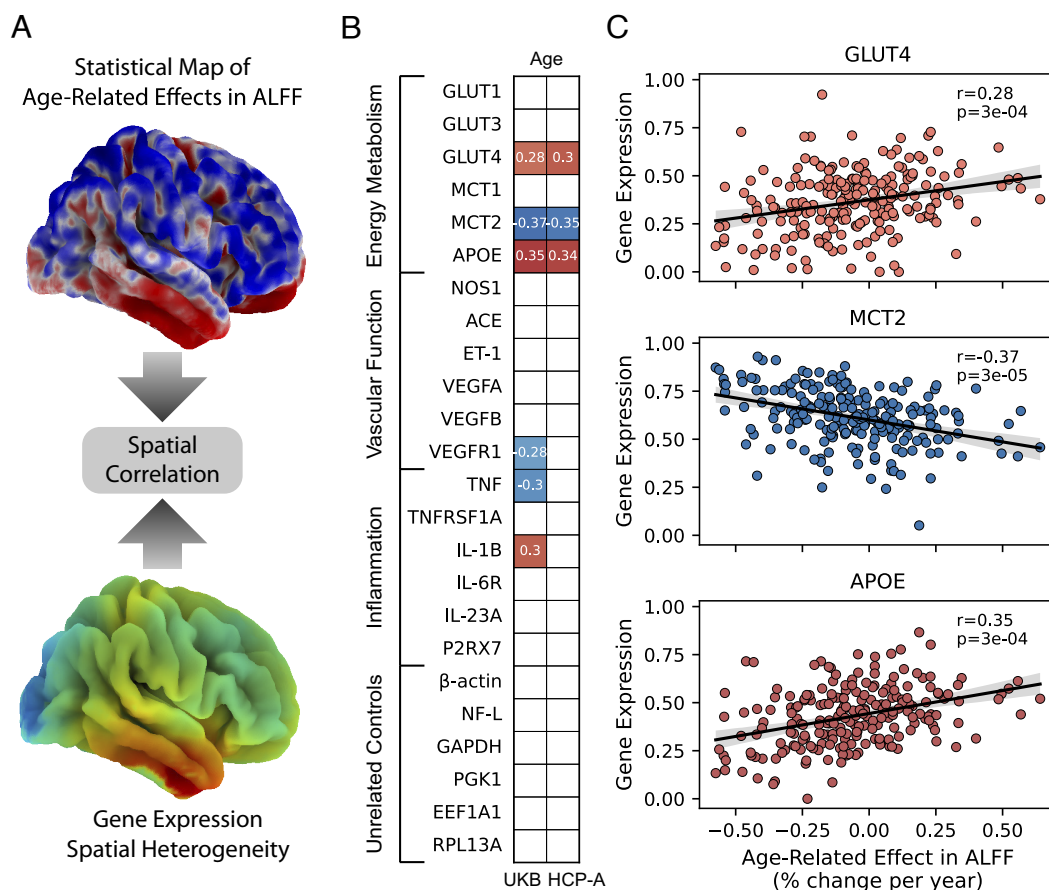 A
Statistical Map of
Age-Related Effects in ALFF
Spatial
Correlation
Gene Expression
Spatial Heterogeneity
B
Age
Energy Metabolism
GLUT1
GLUT3
GLUT4 0.28 0.3
MCT1
MCT2 -0.37 -0.35
APOE 0.35 0.34
Vascular Function
NOS1
ACE
ET-1
VEGFA
VEGFB
VEGFR1 -0.28
Inflammation
TNF -0.3
TNFRSF1A
IL-1B 0.3
IL-6R
IL-23A
P2RX7
Unrelated Controls
β-actin
NF-L
GAPDH
PGK1
EEF1A1
RPL13A
UKB HCP-A
C
GLUT4
r=0.28
p=3e-04
Gene Expression
1.00
0.75
0.50
0.25
0.00
MCT2
r=-0.37
p=3e-05
Gene Expression
1.00
0.75
0.50
0.25
0.00
APOE
r=0.35
p=3e-04
Gene Expression
1.00
0.75
0.50
0.25
0.00
−0.50 −0.25 0.00 0.25 0.50
Age-Related Effect in ALFF
(% change per year)